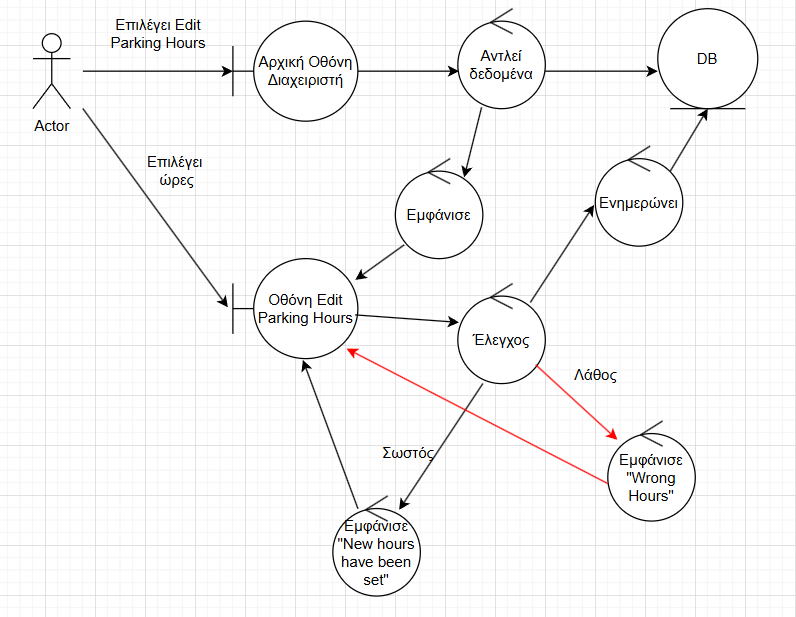 Επιλέγει Edit
Parking Hours
Actor
Αρχική Οθόνη
Διαχειριστή
Αντλεί
δεδομένα
DB
Επιλέγει
ώρες
Εμφάνισε
Ενημερώνει
Οθόνη Edit
Parking Hours
Έλεγχος
Λάθος
Σωστός
Εμφάνισε
"Wrong
Hours"
Εμφάνισε
"New hours
have been
set"